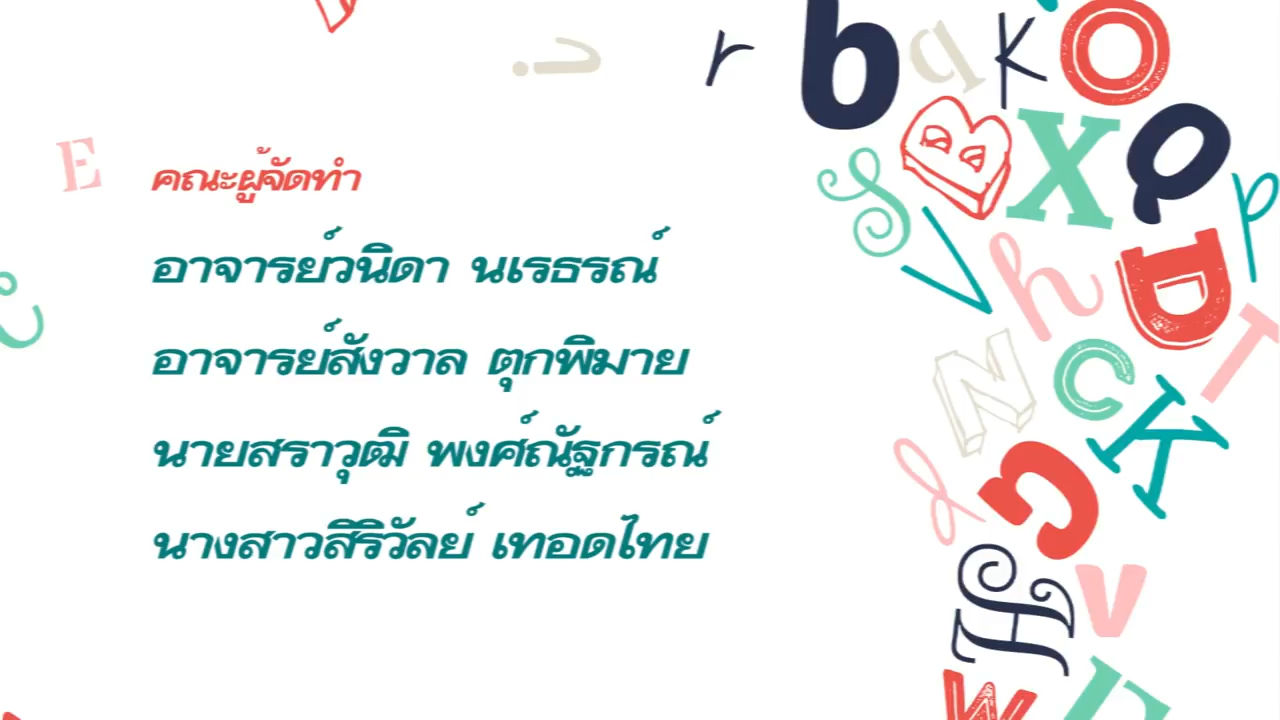 คณะผู้จัดทำ
อาจารย์วนิดา นเรธรณ์
อาจารย์สังวาล ตุกพิมาย
นายสราวุฒิ พงศ์ณัฐกรณ์
นางสาวสิริวัลย์ เทอดไทย